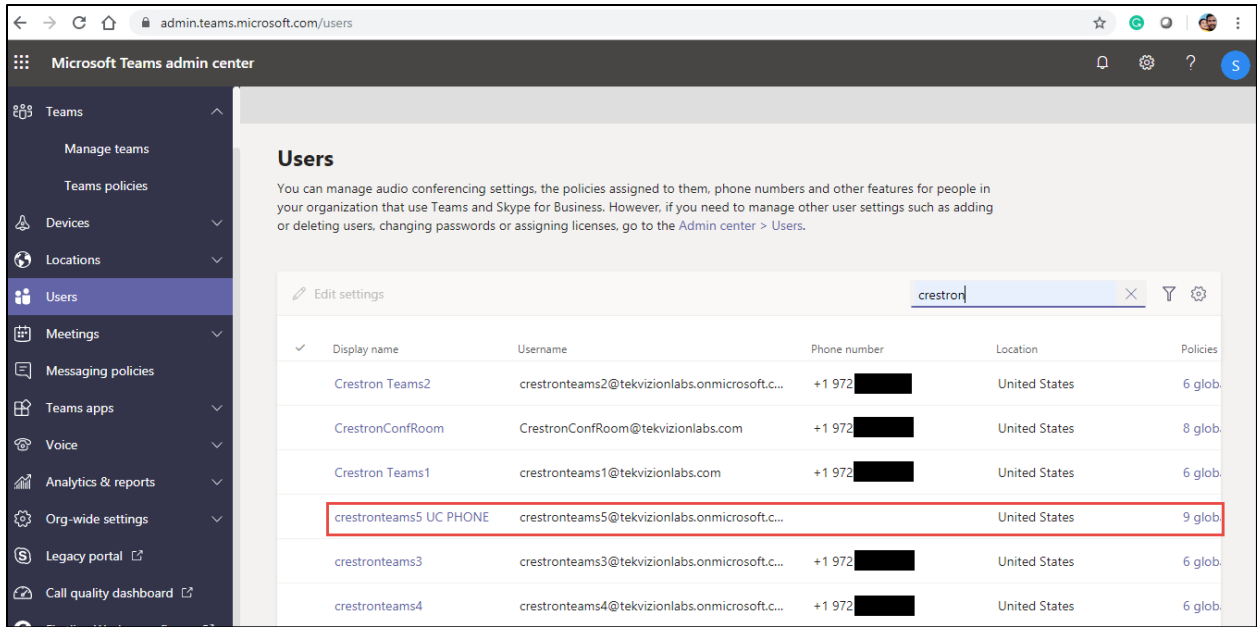 admin.teams.microsoft.com/users
Microsoft Teams admin center
S
Teams
Manage teams
Teams policies
Devices
Locations
Users
Meetings
Messaging policies
Teams apps
Voice
Analytics & reports
Org-wide settings
Legacy portal
Call quality dashboard
Users
You can manage audio conferencing settings, the policies assigned to them, phone numbers and other features for people in
your organization that use Teams and Skype for Business. However, if you need to manage other user settings such as adding
or deleting users, changing passwords or assigning licenses, go to the Admin center > Users.
Edit settings crestron
Display name Username Phone number Location Policies
Crestron Teams2 crestronteams2@tekvizionlabs.onmicrosoft.c... +1 972 United States 6 glob
CrestronConfRoom CrestronConfRoom@tekvizionlabs.com +1 972 United States 8 glob
Crestron Teams1 crestronteams1@tekvizionlabs.com +1 972 United States 6 glob
crestronteams5 UC PHONE crestronteams5@tekvizionlabs.onmicrosoft.c... United States 9 glob
crestronteams3 crestronteams3@tekvizionlabs.onmicrosoft.c... +1 972 United States 6 glob
crestronteams4 crestronteams4@tekvizionlabs.onmicrosoft.c... +1 972 United States 6 glob